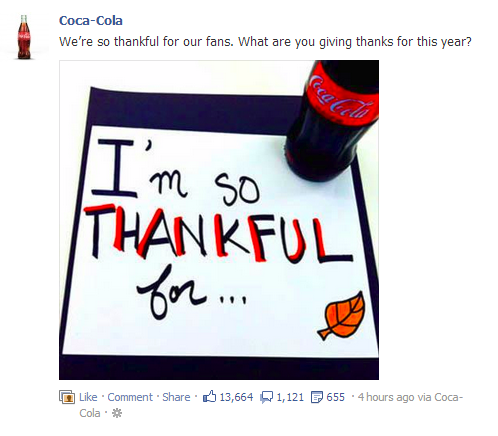 Coca-Cola
We're so thankful for our fans. What are you giving thanks for this year?
Coca-Cola
I'm so
THANKFUL
for...
Like · Comment · Share · 13,664 1,121 655 · 4 hours ago via Coca-
Cola ·